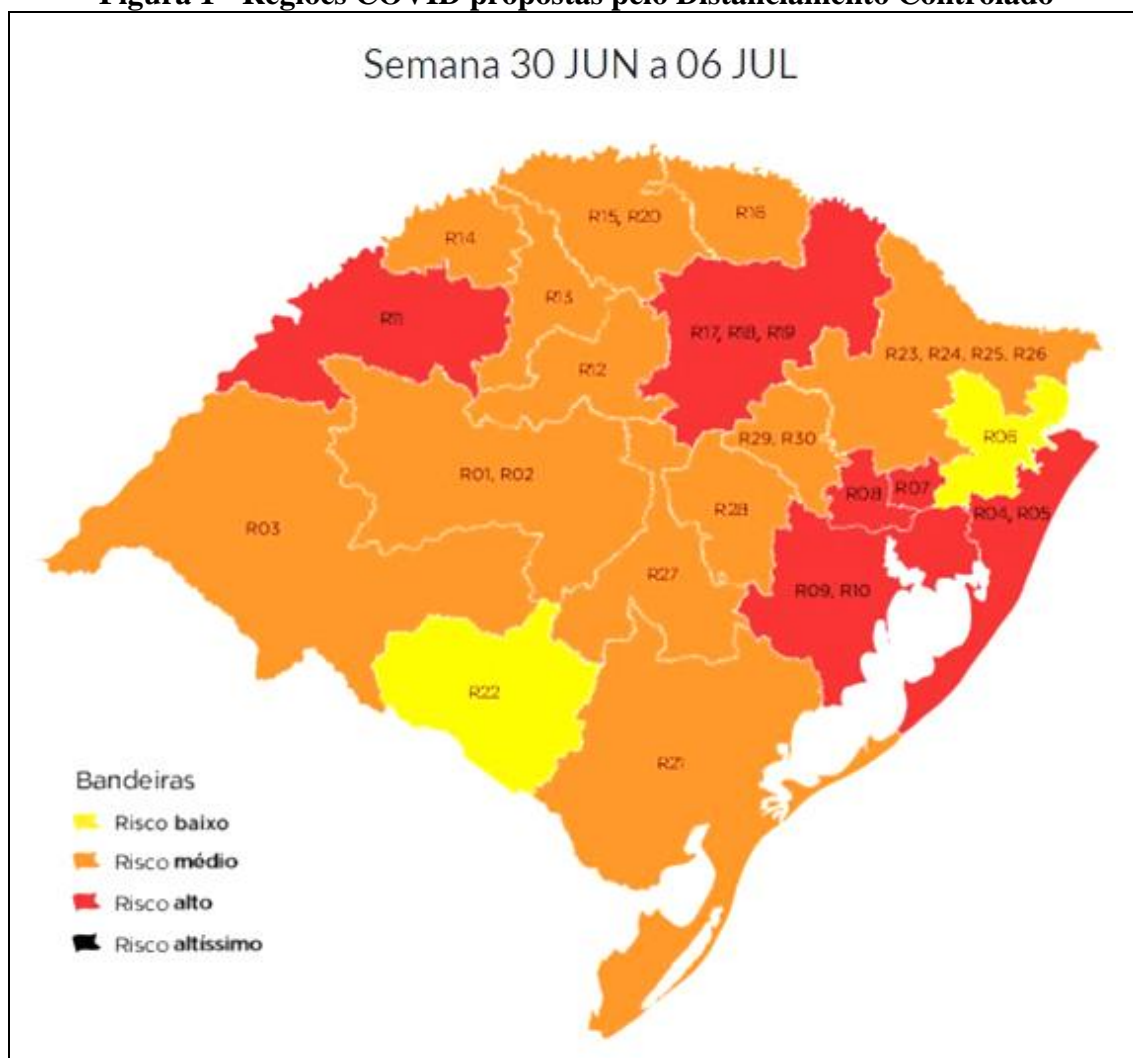 Figura 1 - Regiões COVID propostas pelo Distanciamento Controlado
Semana 30 JUN a 06 JUL
R15, R20
R16
R14
R13
R11
R17, R18, R19
R23, R24, R25, R26
R12
R06
R29, R30
R01, R02
R08
R07
R28
R04, R05
R03
R27
R09, R10
R22
R21
Bandeiras
Risco baixo
Risco médio
Risco alto
Risco altíssimo